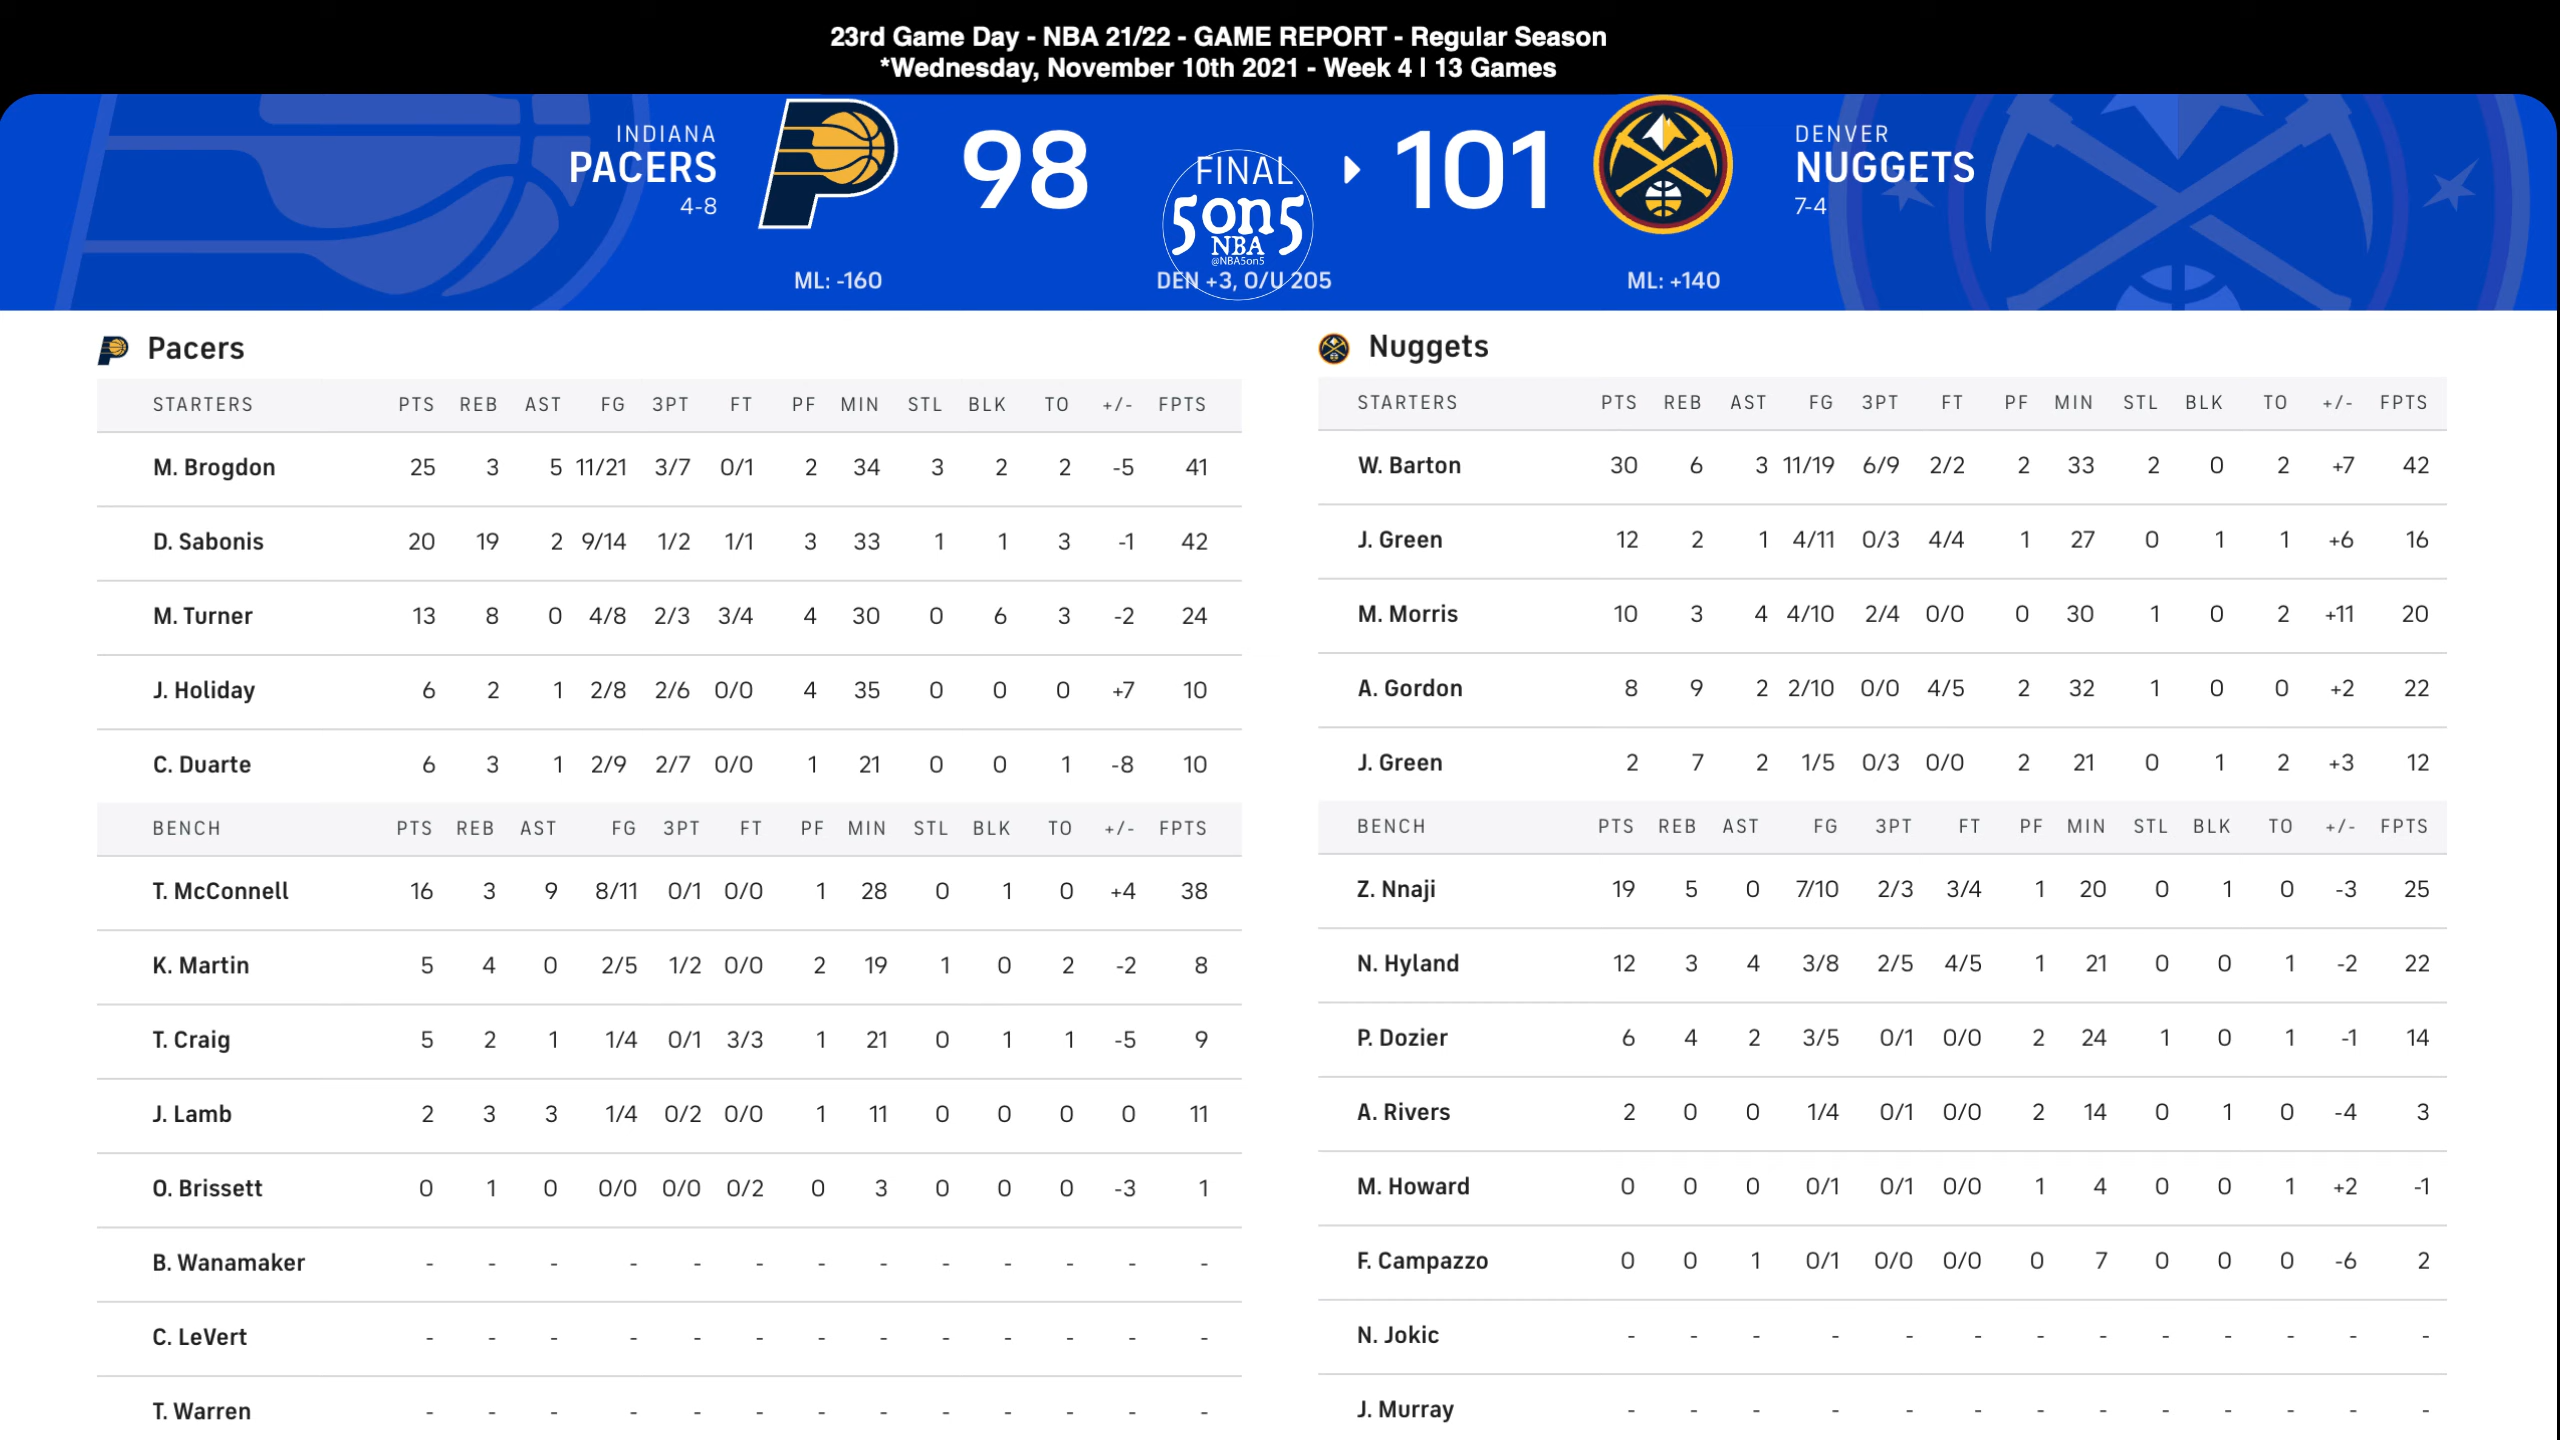 23rd Game Day - NBA 21/22 - GAME REPORT - Regular Season
*Wednesday, November 10th 2021 - Week 4 | 13 Games
INDIANA
PACERS
4-8
98
FINAL
101
DENVER
NUGGETS
7-4
5on5
NBA
@NBA5on5
ML: -160
DEN +3, O/U 205
ML: +140
Pacers
STARTERS PTS REB AST FG 3PT FT PF MIN STL BLK TO +/- FPTS
M. Brogdon 25 3 5 11/21 3/7 0/1 2 34 3 2 2 -5 41
D. Sabonis 20 19 2 9/14 1/2 1/1 3 33 1 1 3 -1 42
M. Turner 13 8 0 4/8 2/3 3/4 4 30 0 6 3 -2 24
J. Holiday 6 2 1 2/8 2/6 0/0 4 35 0 0 0 +7 10
C. Duarte 6 3 1 2/9 2/7 0/0 1 21 0 0 1 -8 10
BENCH PTS REB AST FG 3PT FT PF MIN STL BLK TO +/- FPTS
T. McConnell 16 3 9 8/11 0/1 0/0 1 28 0 1 0 +4 38
K. Martin 5 4 0 2/5 1/2 0/0 2 19 1 0 2 -2 8
T. Craig 5 2 1 1/4 0/1 3/3 1 21 0 1 1 -5 9
J. Lamb 2 3 3 1/4 0/2 0/0 1 11 0 0 0 0 11
O. Brissett 0 1 0 0/0 0/0 0/2 0 3 0 0 0 -3 1
B. Wanamaker - - - - - - - - - - - - -
C. LeVert - - - - - - - - - - - - -
T. Warren - - - - - - - - - - - - -
Nuggets
STARTERS PTS REB AST FG 3PT FT PF MIN STL BLK TO +/- FPTS
W. Barton 30 6 3 11/19 6/9 2/2 2 33 2 0 2 +7 42
J. Green 12 2 1 4/11 0/3 4/4 1 27 0 1 1 +6 16
M. Morris 10 3 4 4/10 2/4 0/0 0 30 1 0 2 +11 20
A. Gordon 8 9 2 2/10 0/0 4/5 2 32 1 0 0 +2 22
J. Green 2 7 2 1/5 0/3 0/0 2 21 0 1 2 +3 12
BENCH PTS REB AST FG 3PT FT PF MIN STL BLK TO +/- FPTS
Z. Nnaji 19 5 0 7/10 2/3 3/4 1 20 0 1 0 -3 25
N. Hyland 12 3 4 3/8 2/5 4/5 1 21 0 0 1 -2 22
P. Dozier 6 4 2 3/5 0/1 0/0 2 24 1 0 1 -1 14
A. Rivers 2 0 0 1/4 0/1 0/0 2 14 0 1 0 -4 3
M. Howard 0 0 0 0/1 0/1 0/0 1 4 0 0 1 +2 -1
F. Campazzo 0 0 1 0/1 0/0 0/0 0 7 0 0 0 -6 2
N. Jokic - - - - - - - - - - - - -
J. Murray - - - - - - - - - - - - -